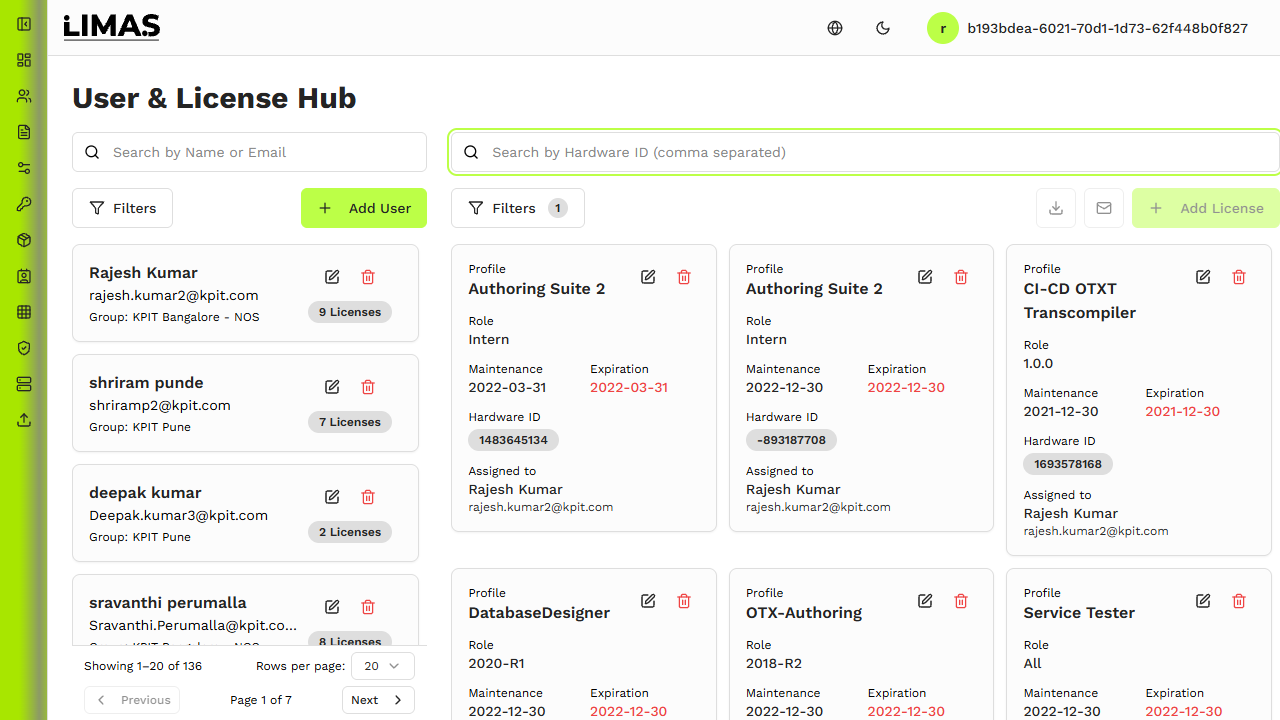 LIMAS
r
b193bdea-6021-70d1-1d73-62f448b0f827
User & License Hub
Search by Name or Email
Search by Hardware ID (comma separated)
Filters
Add User
Filters
1
Add License
Rajesh Kumar
rajesh.kumar2@kpit.com
Group: KPIT Bangalore - NOS
9 Licenses
shriram punde
shriramp2@kpit.com
Group: KPIT Pune
7 Licenses
deepak kumar
Deepak.kumar3@kpit.com
Group: KPIT Pune
2 Licenses
sravanthi perumalla
Sravanthi.Perumalla@kpit.co...
Group: KPIT Bangalore - NOS
8 Licenses
Showing 1–20 of 136
Rows per page:
20
Previous
Page 1 of 7
Next
Profile
Authoring Suite 2
Role
Intern
Maintenance
Expiration
2022-03-31
2022-03-31
Hardware ID
1483645134
Assigned to
Rajesh Kumar
rajesh.kumar2@kpit.com
Profile
Authoring Suite 2
Role
Intern
Maintenance
Expiration
2022-12-30
2022-12-30
Hardware ID
-893187708
Assigned to
Rajesh Kumar
rajesh.kumar2@kpit.com
Profile
CI-CD OTXT
Transcompiler
Role
1.0.0
Maintenance
Expiration
2021-12-30
2021-12-30
Hardware ID
1693578168
Assigned to
Rajesh Kumar
rajesh.kumar2@kpit.com
Profile
DatabaseDesigner
Role
2020-R1
Maintenance
Expiration
2022-12-30
2022-12-30
Profile
OTX-Authoring
Role
2018-R2
Maintenance
Expiration
2022-12-30
2022-12-30
Profile
Service Tester
Role
All
Maintenance
Expiration
2022-12-30
2022-12-30